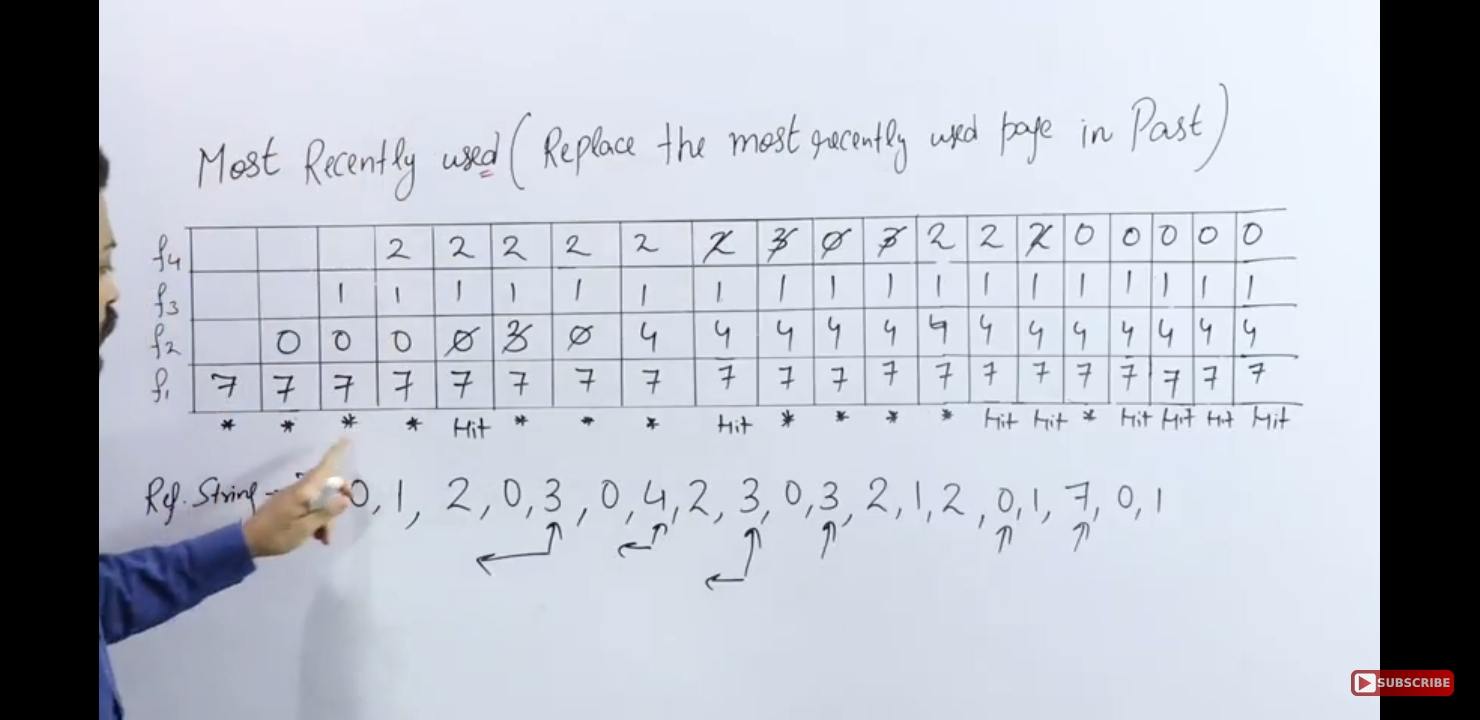 Most Recently used (Replace the most recently used page in Past)
f4 2 2 2 2 2 2 3 0 3 2 2 2 0 0 0 0 0
f3 1 1 1 1 1 1 1 1 1 1 1 1 1 1 1 1 1 1
f2 0 0 0 0 3 0 4 4 4 4 4 4 4 4 4 4 4 4 4
f1 7 7 7 7 7 7 7 7 7 7 7 7 7 7 7 7 7 7 7 7
* * * * Hit * * * Hit * * * * Hit Hit * Hit Hit Hit Hit
Ref. String - 0, 1, 2, 0, 3, 0, 4, 2, 3, 0, 3, 2, 1, 2, 0, 1, 7, 0, 1
SUBSCRIBE